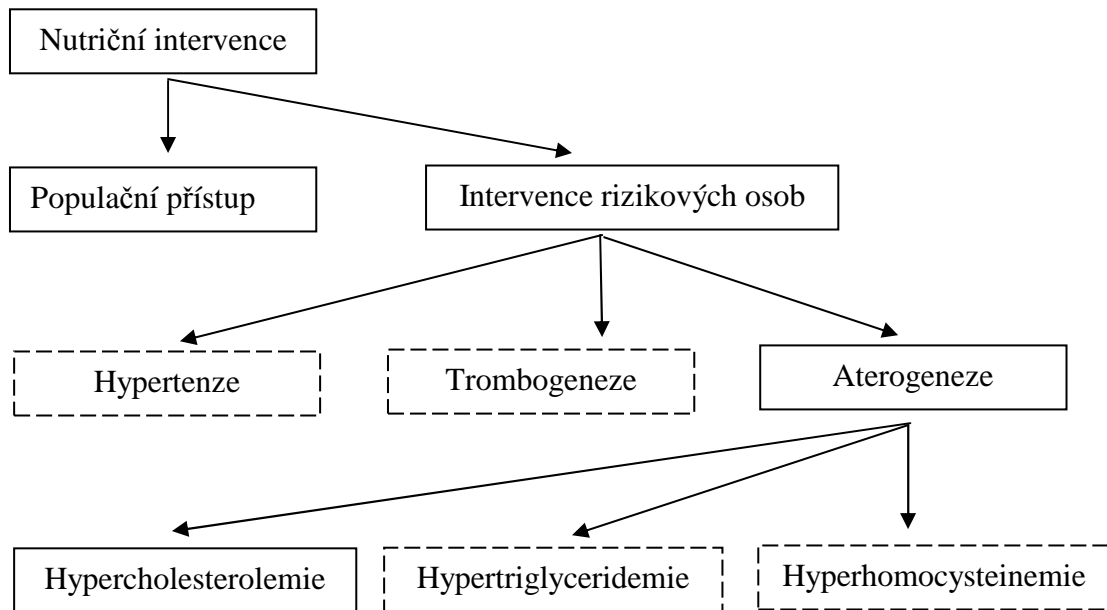 Nutriční intervence
Populační přístup
Intervence rizikových osob
Hypertenze
Trombogeneze
Aterogeneze
Hypercholesterolemie
Hypertriglyceridemie
Hyperhomocysteinemie